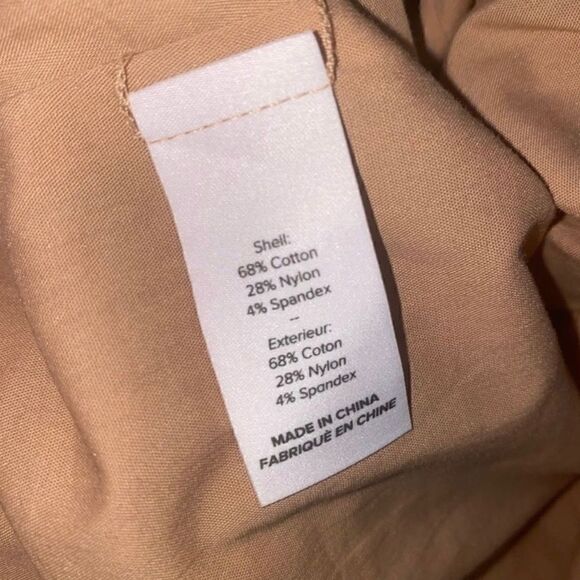 Shell:
68% Cotton
28% Nylon
4% Spandex
--
Exterieur:
68% Coton
28% Nylon
4% Spandex
MADE IN CHINA
FABRIQUÈ EN CHINE